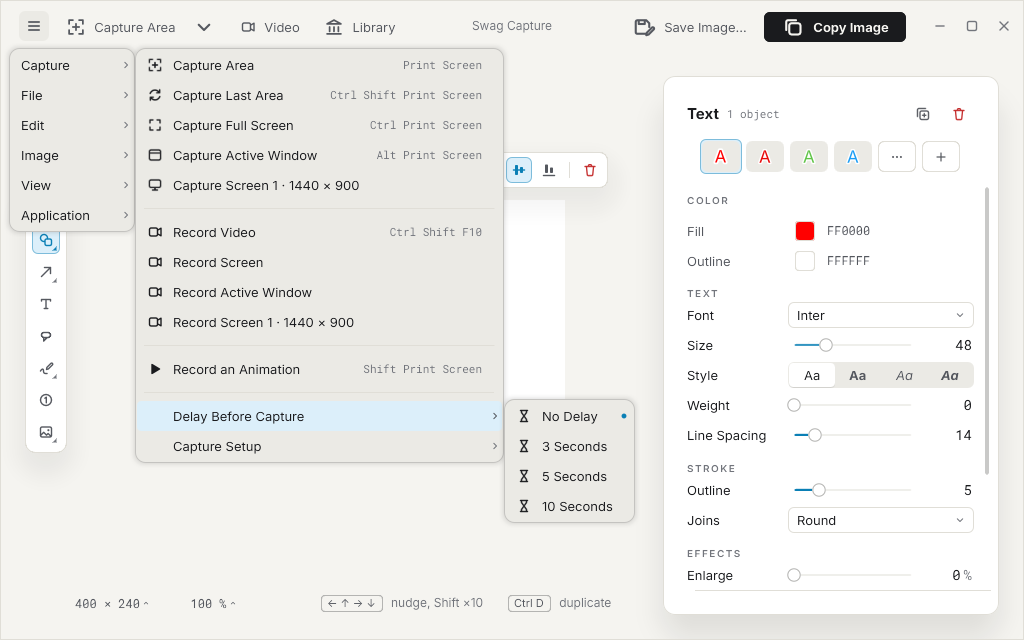 Capture Area
Video
Library
Swag Capture
Save Image...
Copy Image
Capture
File
Edit
Image
View
Application
Capture Area Print Screen
Capture Last Area Ctrl Shift Print Screen
Capture Full Screen Ctrl Print Screen
Capture Active Window Alt Print Screen
Capture Screen 1 · 1440 × 900
Record Video Ctrl Shift F10
Record Screen
Record Active Window
Record Screen 1 · 1440 × 900
Record an Animation Shift Print Screen
Delay Before Capture
Capture Setup
No Delay
3 Seconds
5 Seconds
10 Seconds
T
1
Text 1 object
A A A A ... +
COLOR
Fill FF0000
Outline FFFFFF
TEXT
Font Inter
Size 48
Style Aa Aa Aa Aa
Weight 0
Line Spacing 14
STROKE
Outline 5
Joins Round
EFFECTS
Enlarge 0 %
400 × 240
100 %
← ↑ → ↓ nudge, Shift ×10
Ctrl D duplicate